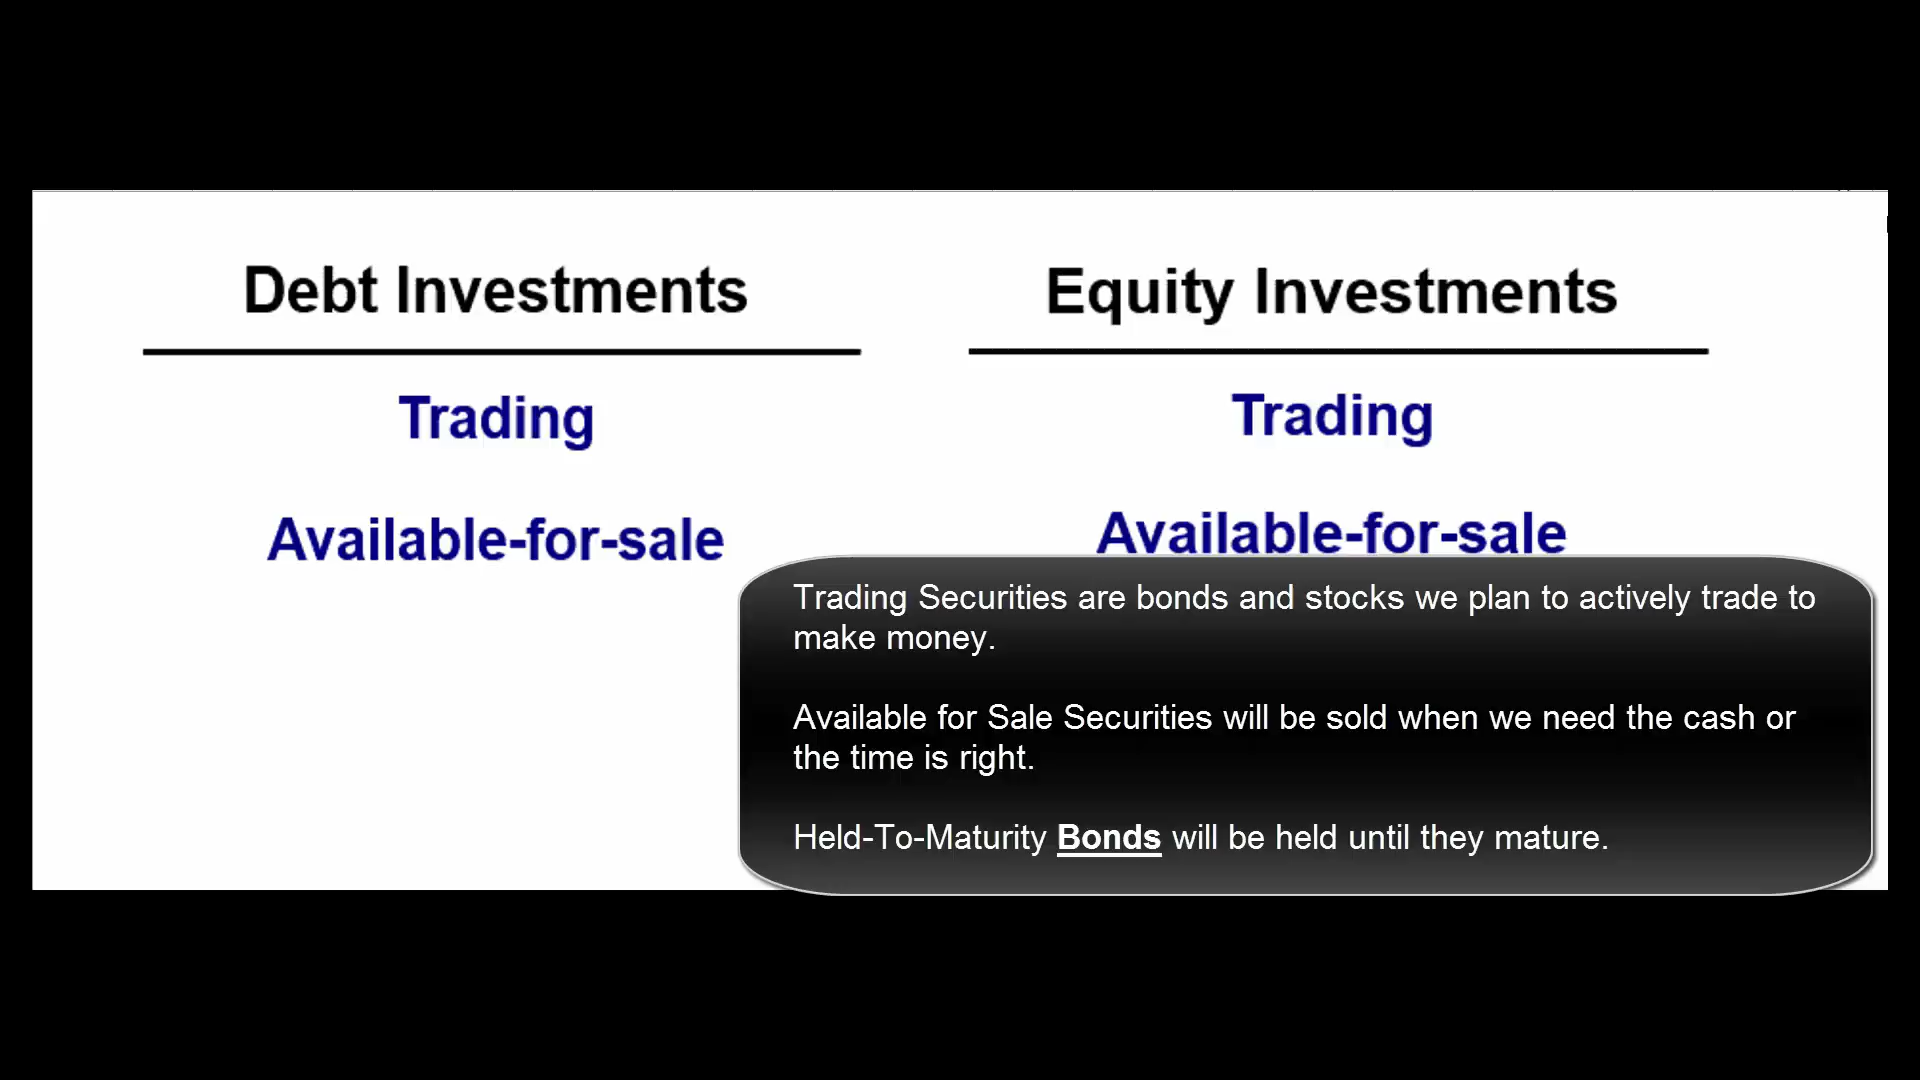 Debt Investments
Equity Investments
Trading
Trading
Available-for-sale
Available-for-sale
Trading Securities are bonds and stocks we plan to actively trade to
make money.
Available for Sale Securities will be sold when we need the cash or
the time is right.
Held-To-Maturity Bonds will be held until they mature.